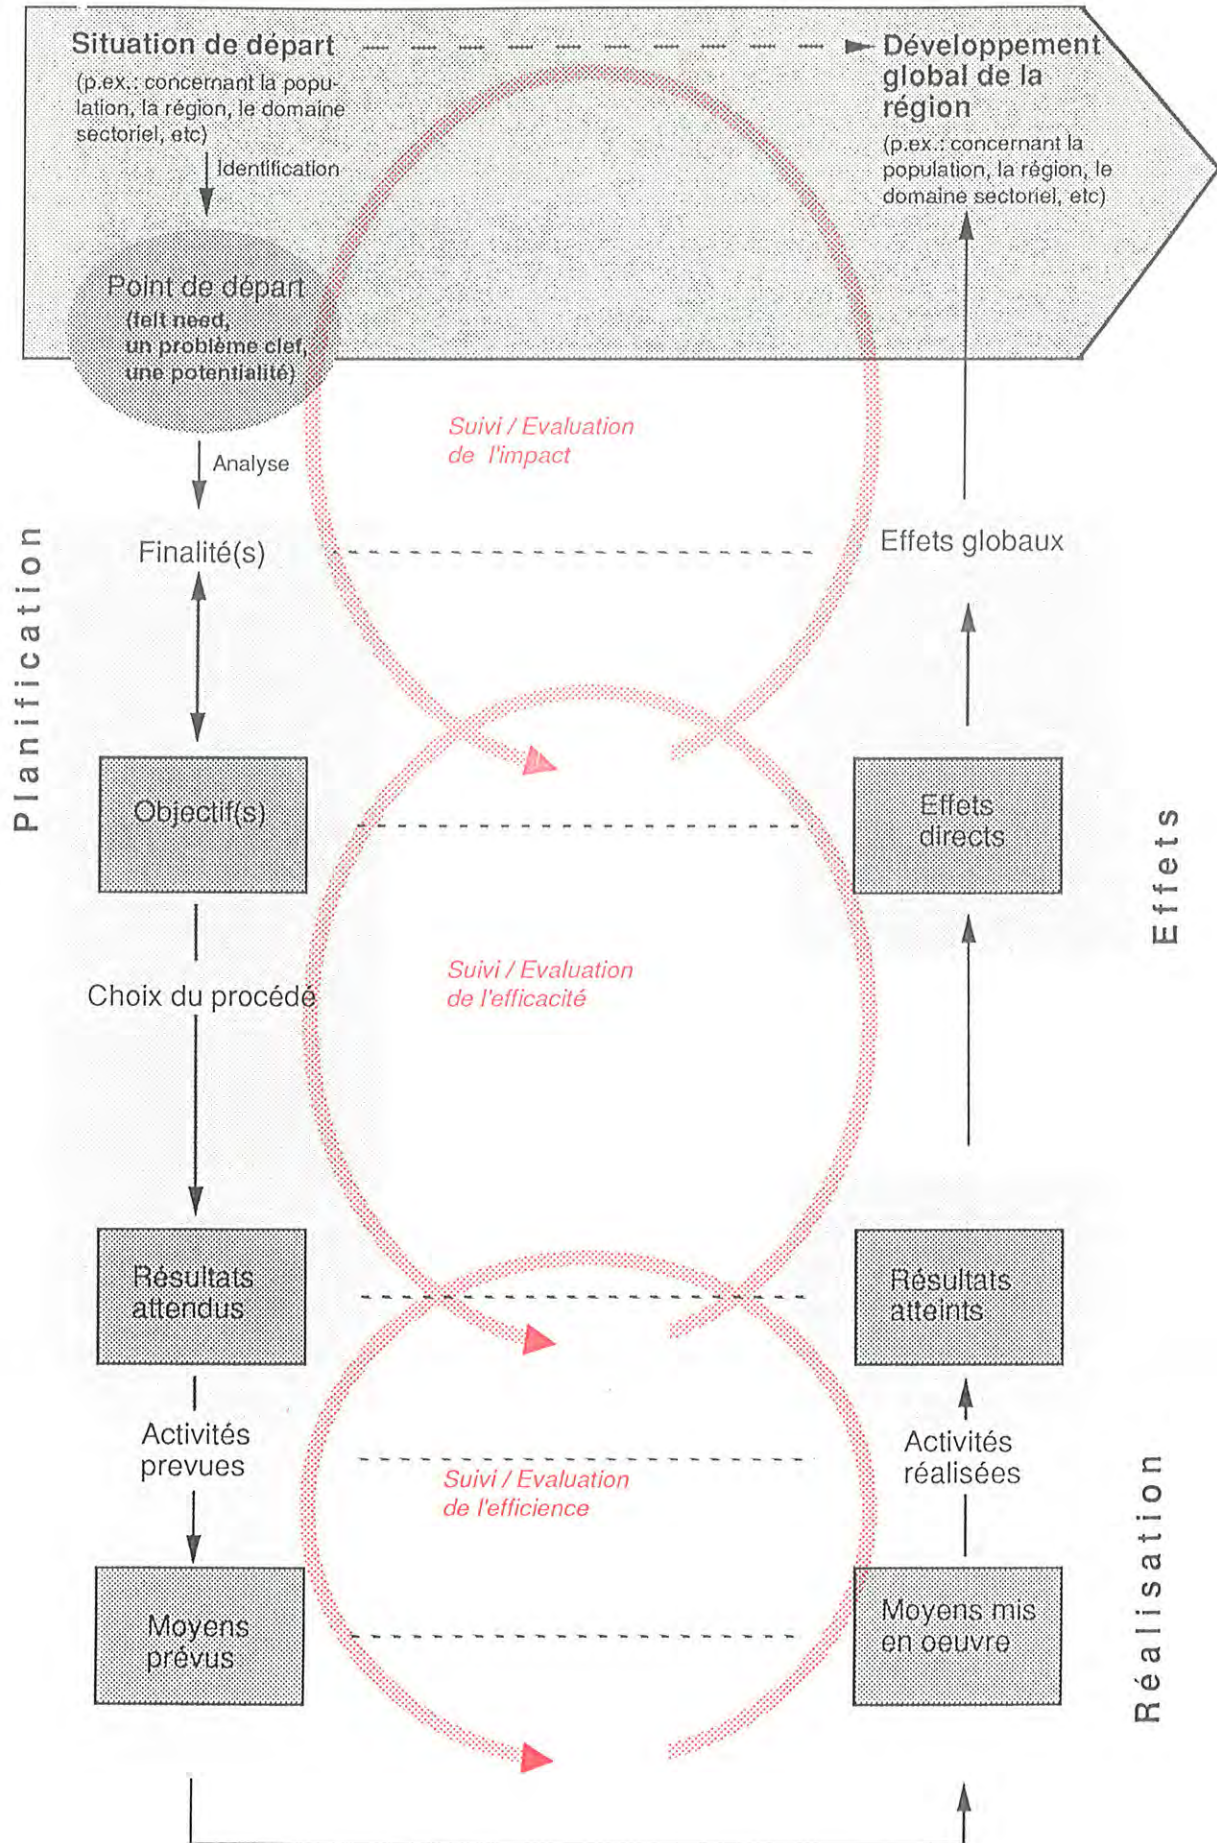 Situation de départ
(p.ex.: concernant la popu-
lation, la région, le domaine
sectoriel, etc)
Identification
Point de départ
(felt need,
un problème clef,
une potentialité)
Analyse
Finalité(s)
Objectif(s)
Choix du procédé
Résultats
attendus
Activités
prevues
Moyens
prévus
Planification
Suivi / Evaluation
de l'impact
Suivi / Evaluation
de l'efficacité
Suivi / Evaluation
de l'efficience
Développement
global de la
région
(p.ex.: concernant la
population, la région, le
domaine sectoriel, etc)
Effets globaux
Effets
directs
Résultats
atteints
Activités
réalisées
Moyens mis
en oeuvre
Effets
Réalisation